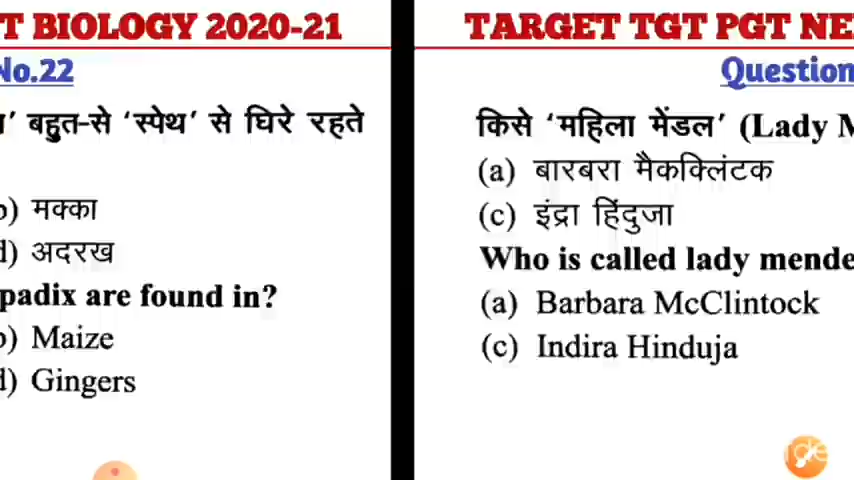 T BIOLOGY 2020-21
No.22
बहुत-से ‘स्पेथ’ से घिरे रहते
मक्का
अदरख
padix are found in?
Maize
Gingers
TARGET TGT PGT NE
Question
किसे ‘महिला मेंडल’ (Lady M
(a) बारबरा मैकक्लिंटक
(c) इंद्रा हिंदुजा
Who is called lady mende
(a) Barbara McClintock
(c) Indira Hinduja